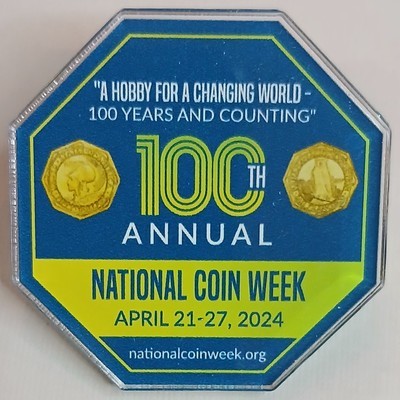 "A HOBBY FOR A CHANGING WORLD –
100 YEARS AND COUNTING"
100TH
ANNUAL
NATIONAL COIN WEEK
APRIL 21-27, 2024
nationalcoinweek.org